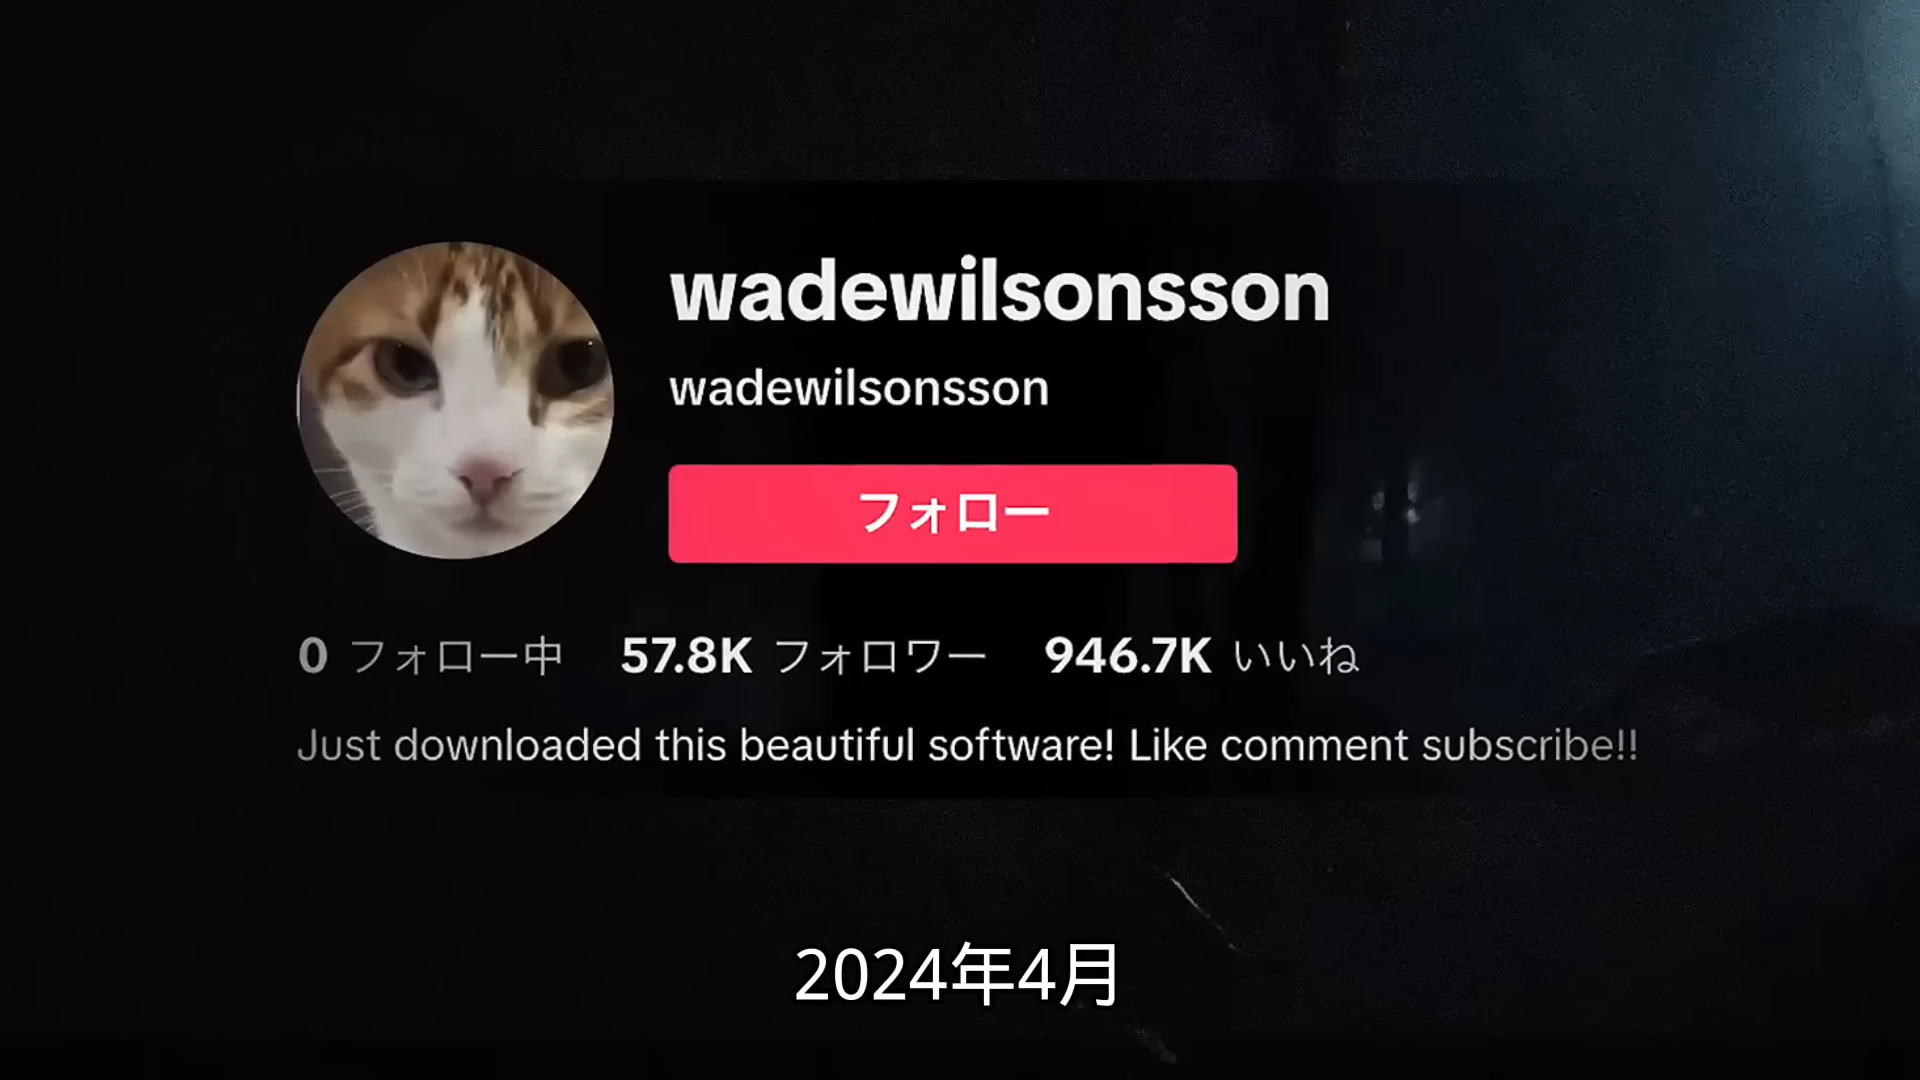 wadewilsonsson
wadewilsonsson
フォロー
0 フォロー中 57.8K フォロワー 946.7K いいね
Just downloaded this beautiful software! Like comment subscribe!!
2024年4月